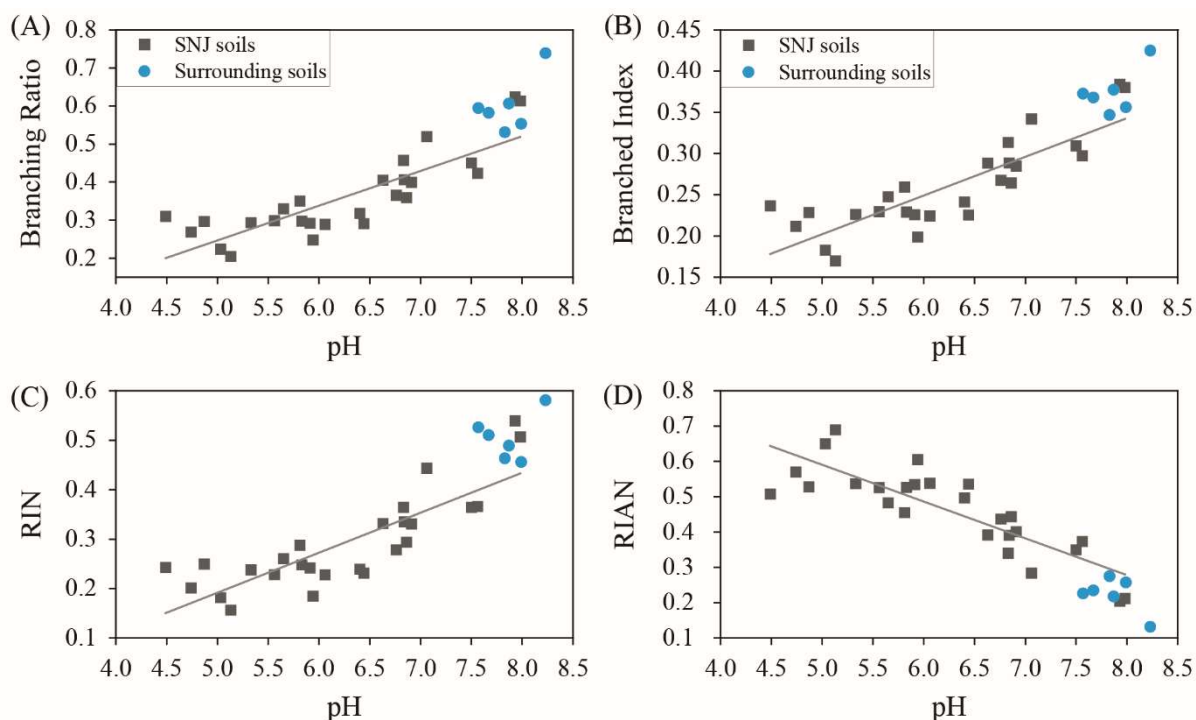 (A)
0.8
0.7
0.6
0.5
0.4
0.3
0.2
Branching Ratio
SNJ soils
Surrounding soils
4.0 4.5 5.0 5.5 6.0 6.5 7.0 7.5 8.0 8.5
pH
(B)
0.45
0.40
0.35
0.30
0.25
0.20
0.15
Branched Index
SNJ soils
Surrounding soils
4.0 4.5 5.0 5.5 6.0 6.5 7.0 7.5 8.0 8.5
pH
(C)
0.6
0.5
0.4
0.3
0.2
0.1
RIN
4.0 4.5 5.0 5.5 6.0 6.5 7.0 7.5 8.0 8.5
pH
(D)
0.8
0.7
0.6
0.5
0.4
0.3
0.2
0.1
RIAN
4.0 4.5 5.0 5.5 6.0 6.5 7.0 7.5 8.0 8.5
pH